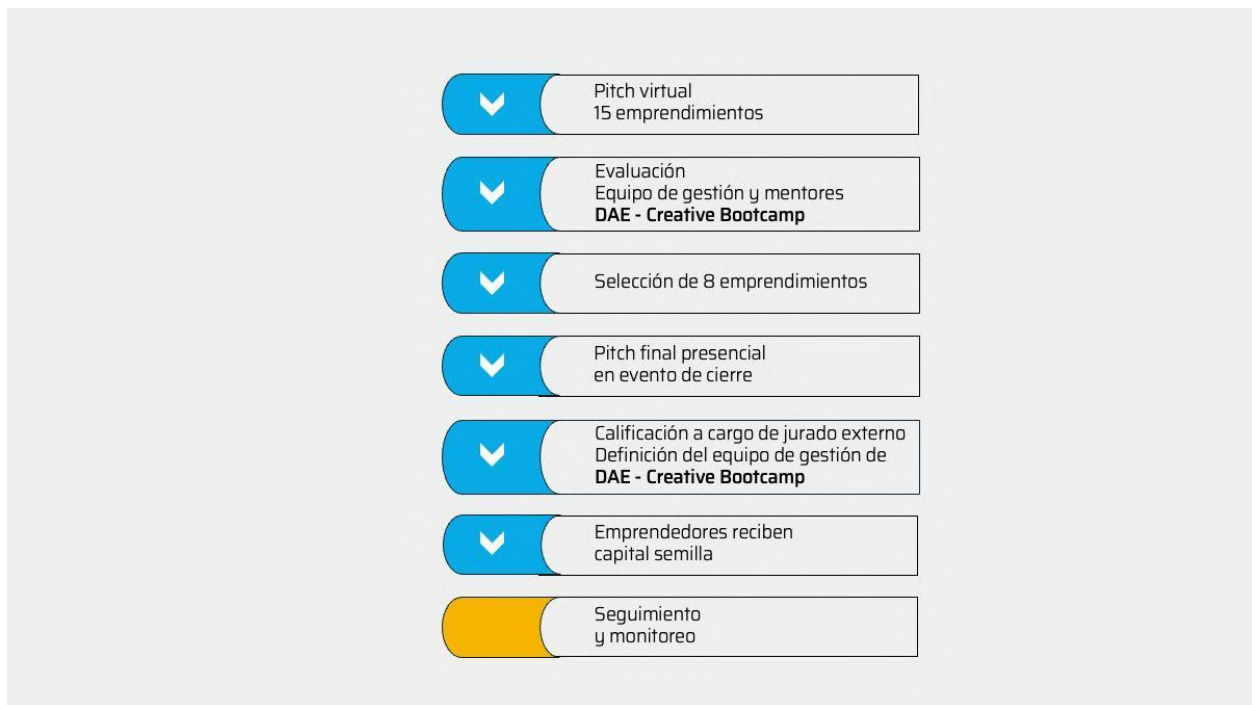 Pitch virtual
15 emprendimientos
Evaluación
Equipo de gestión y mentores
DAE - Creative Bootcamp
Selección de 8 emprendimientos
Pitch final presencial
en evento de cierre
Calificación a cargo de jurado externo
Definición del equipo de gestión de
DAE - Creative Bootcamp
Emprendedores reciben
capital semilla
Seguimiento
y monitoreo